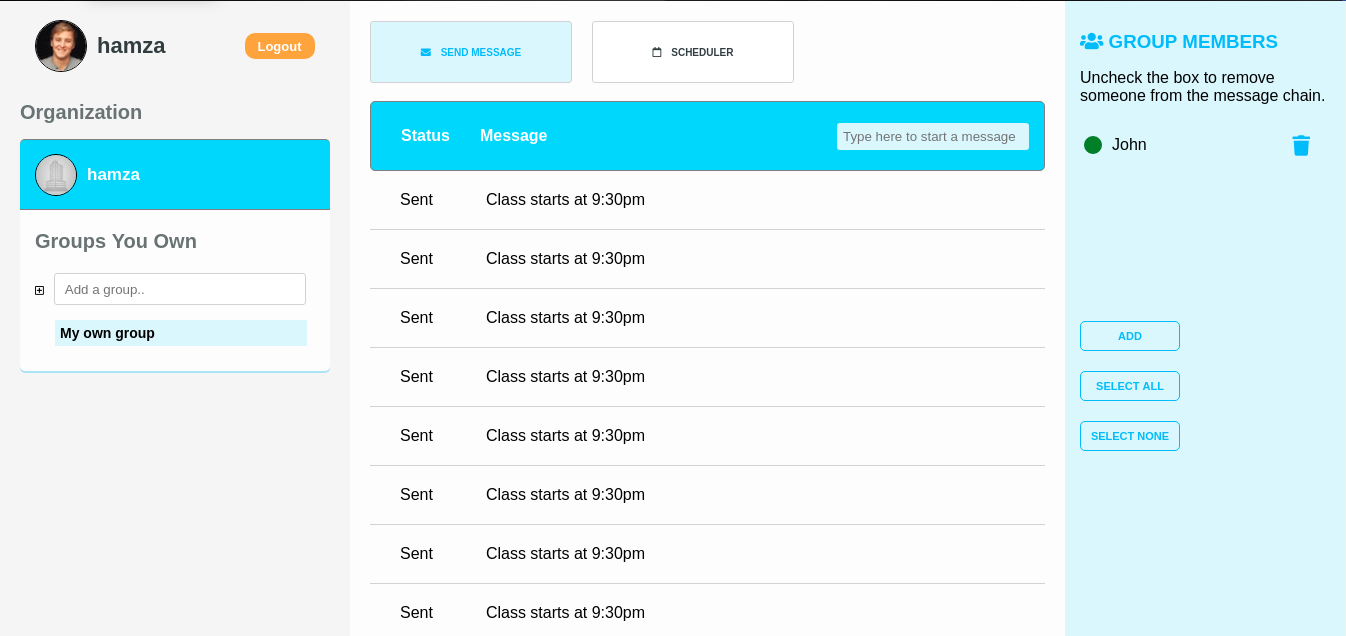 hamza
Logout
Organization
hamza
Groups You Own
Add a group..
My own group
SEND MESSAGE
SCHEDULER
Status Message Type here to start a message
Sent Class starts at 9:30pm
Sent Class starts at 9:30pm
Sent Class starts at 9:30pm
Sent Class starts at 9:30pm
Sent Class starts at 9:30pm
Sent Class starts at 9:30pm
Sent Class starts at 9:30pm
Sent Class starts at 9:30pm
GROUP MEMBERS
Uncheck the box to remove
someone from the message chain.
John
ADD
SELECT ALL
SELECT NONE